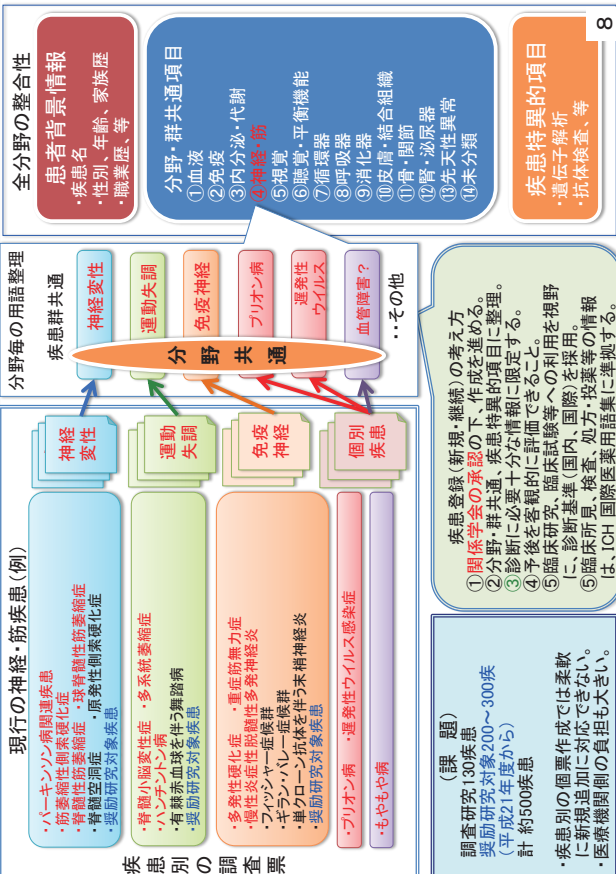 現行の神経・筋疾患(例)
疾患別の調査票
・パーキンソン病関連疾患
・筋萎縮性側索硬化症
・脊髄性筋萎縮症 ・球脊髄性筋萎縮症
・脊髄空洞症 ・原発性側索硬化症
・奨励研究対象疾患
・脊髄小脳変性症 ・多系統萎縮症
・ハンチントン病
・有棘赤血球を伴う舞踏病
・奨励研究対象疾患
・多発性硬化症 ・重症筋無力症
・慢性炎症性脱髄性多発神経炎
・フィッシャー症候群
・ギラン・バレー症候群
・単クローン抗体を伴う末梢神経炎
・奨励研究対象疾患
・プリオン病 ・遅発性ウイルス感染症
・もやもや病
神経
変性
運動
失調
免疫
神経
個別
疾患
分野毎の用語整理
疾患群共通
神経変性
運動失調
免疫神経
プリオン病
遅発性
ウイルス
血管障害?
・・その他
分野共通
全分野の整合性
患者背景情報
・疾患名
・性別、年齢、家族歴
・職業歴、等
分野・群共通項目
①血液
②免疫
③内分泌・代謝
④神経・筋
⑤視覚
⑥聴覚・平衡機能
⑦循環器
⑧呼吸器
⑨消化器
⑩皮膚・結合組織
⑪骨・関節
⑫腎・泌尿器
⑬先天性異常
⑭未分類
疾患特異的項目
・遺伝子解析
・抗体検査、等
(課 題)
調査研究130疾患
奨励研究対象200～300疾
(平成21年度から)
計 約500疾患
・疾患別の個票作成では柔軟
に新規追加に対応できない。
・医療機関側の負担も大きい。
疾患登録(新規・継続)の考え方
①関係学会の承認の下、作成を進める。
②分野・群共通、疾患特異的項目に整理。
③診断に必要十分な情報に限定する。
④予後を客観的に評価できること。
⑤臨床研究、臨床試験等への利用を視野
に、診断基準(国内、国際)を採用。
⑤臨床所見、検査、処方・投薬等の情報
は、ICH 国際医薬用語集に準拠する。
8